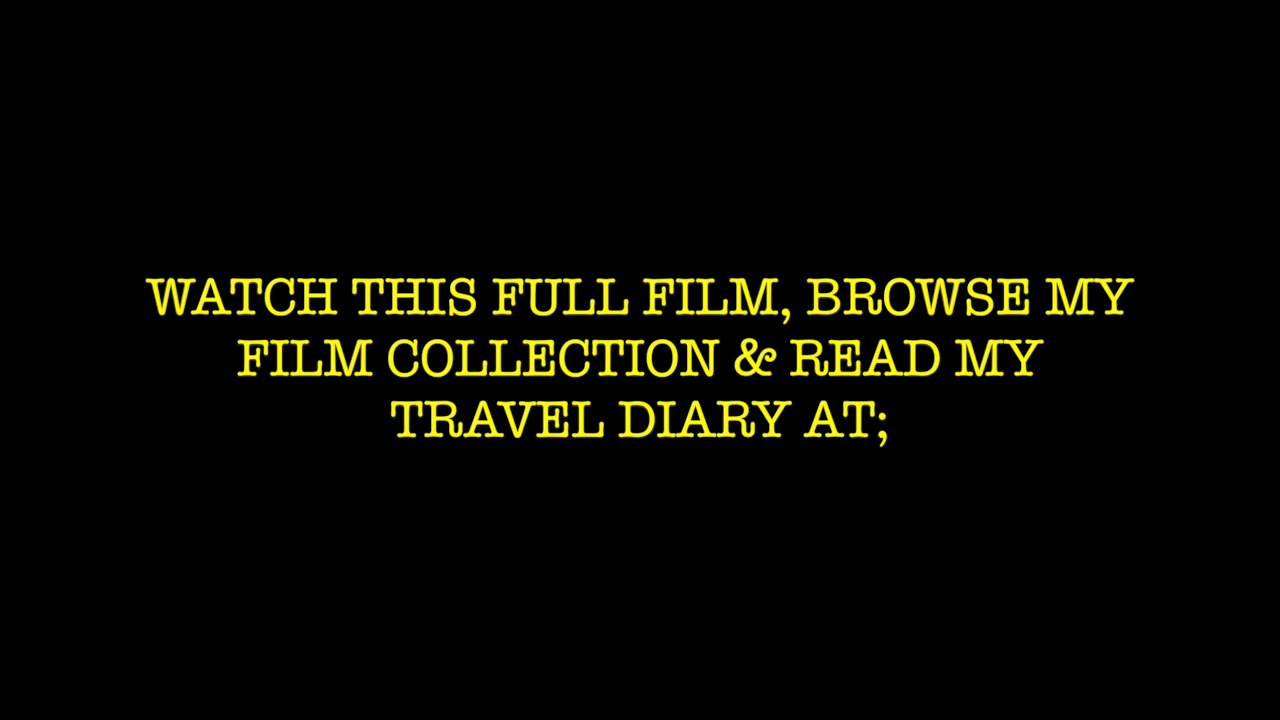 WATCH THIS FULL FILM, BROWSE MY
FILM COLLECTION & READ MY
TRAVEL DIARY AT;